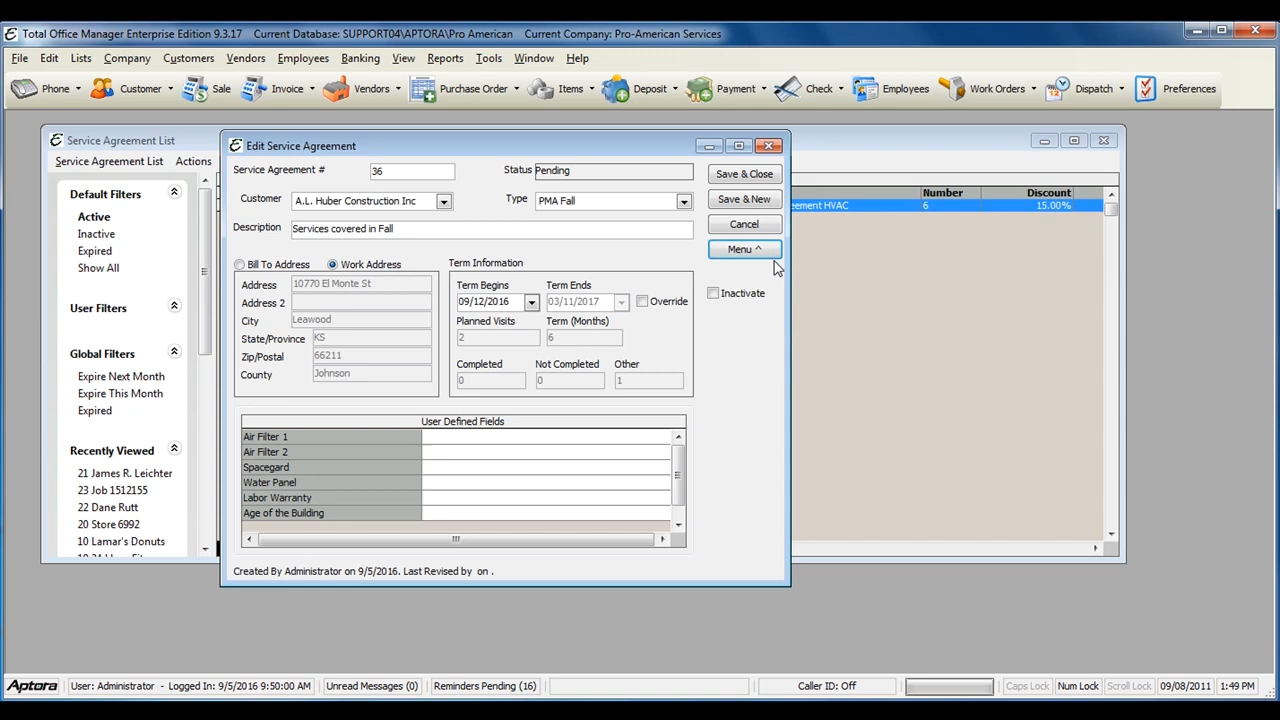 Total Office Manager Enterprise Edition 9.3.17 Current Database: SUPPORT04\APTORA\Pro American Current Company: Pro-American Services
File Edit Lists Company Customers Vendors Employees Banking View Reports Tools Window Help
Phone Customer Sale Invoice Vendors Purchase Order Items Deposit Payment Check Employees Work Orders Dispatch Preferences
Service Agreement List
Service Agreement List Actions
Default Filters
Active
Inactive
Expired
Show All
User Filters
Global Filters
Expire Next Month
Expire This Month
Expired
Recently Viewed
21 James R. Leichter
23 Job 1512155
22 Dane Rutt
20 Store 6992
10 Lamar's Donuts
Number Discount
ement HVAC 6 15.00%
Edit Service Agreement
Service Agreement # 36 Status Pending
Customer A.L. Huber Construction Inc Type PMA Fall
Description Services covered in Fall
Save & Close
Save & New
Cancel
Menu ^
Inactivate
Bill To Address Work Address
Address 10770 El Monte St
Address 2
City Leawood
State/Province KS
Zip/Postal 66211
County Johnson
Term Information
Term Begins Term Ends
09/12/2016 03/11/2017 Override
Planned Visits Term (Months)
2 6
Completed Not Completed Other
0 0 1
User Defined Fields
Air Filter 1
Air Filter 2
Spacegard
Water Panel
Labor Warranty
Age of the Building
Created By Administrator on 9/5/2016. Last Revised by on .
Aptora User: Administrator - Logged In: 9/5/2016 9:50:00 AM Unread Messages (0) Reminders Pending (16) Caller ID: Off Caps Lock Num Lock Scroll Lock 09/08/2011 1:49 PM